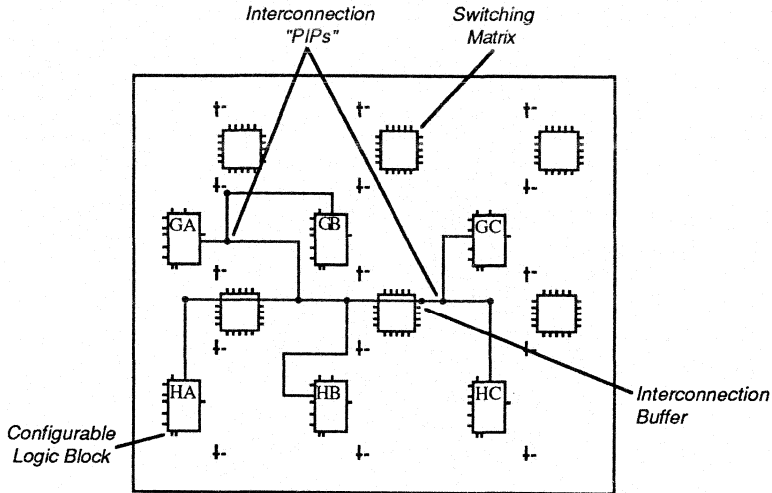 Interconnection
"PIPs"
Switching
Matrix
GA
GB
GC
HA
HB
HC
Interconnection
Buffer
Configurable
Logic Block